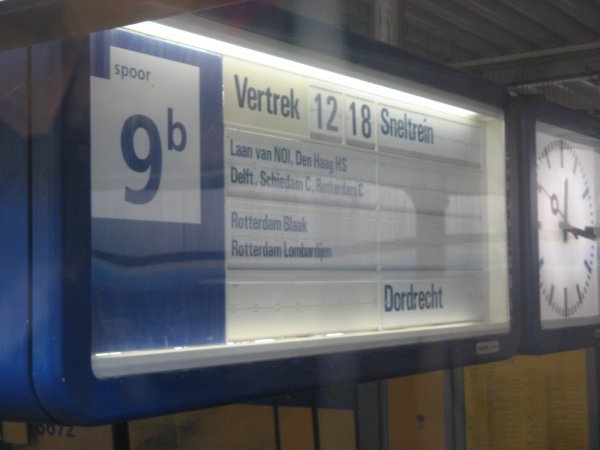 spoor
9b
Vertrek 12 18 Sneltrein
Laan van NOI, Den Haag HS
Delft, Schiedam C, Rotterdam C
Rotterdam Blaak
Rotterdam Lombardijen
Dordrecht